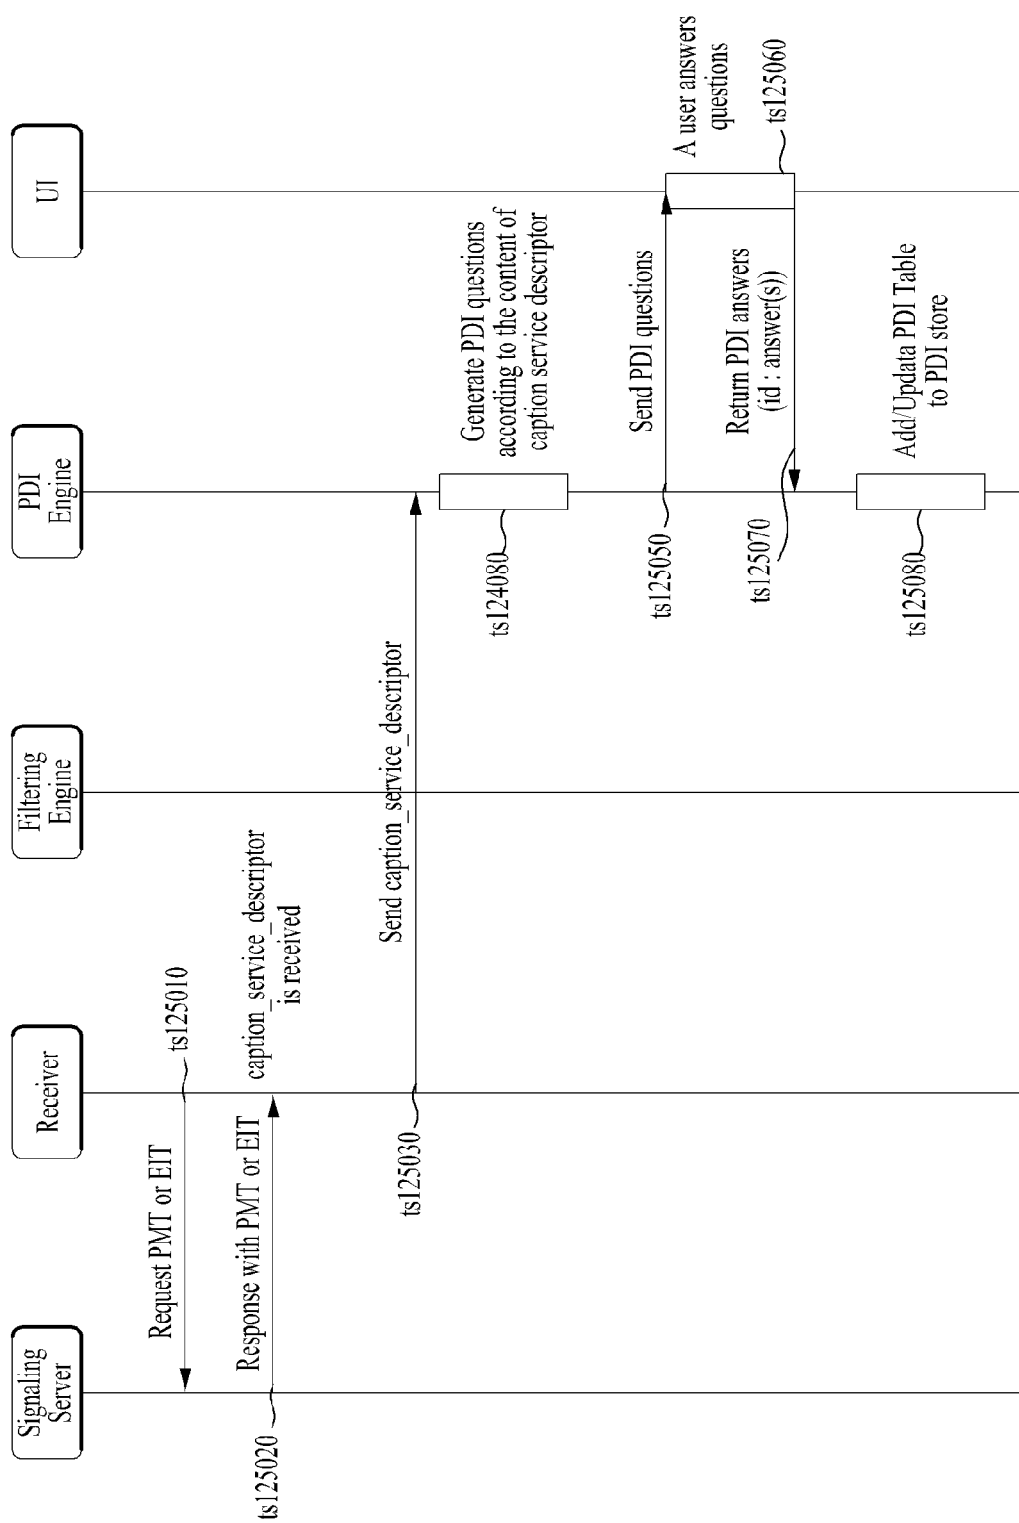 Signaling
Server
Receiver
Filtering
Engine
PDI
Engine
UI
Request PMT or EIT
ts125010
ts125020
Response with PMT or EIT
caption_service_descriptor
is received
ts125030
Send caption_service_descriptor
ts124080
Generate PDI questions
according to the content of
caption service descriptor
ts125050
Send PDI questions
A user answers
questions
ts125060
ts125070
Return PDI answers
(id : answer(s))
ts125080
Add/Updata PDI Table
to PDI store